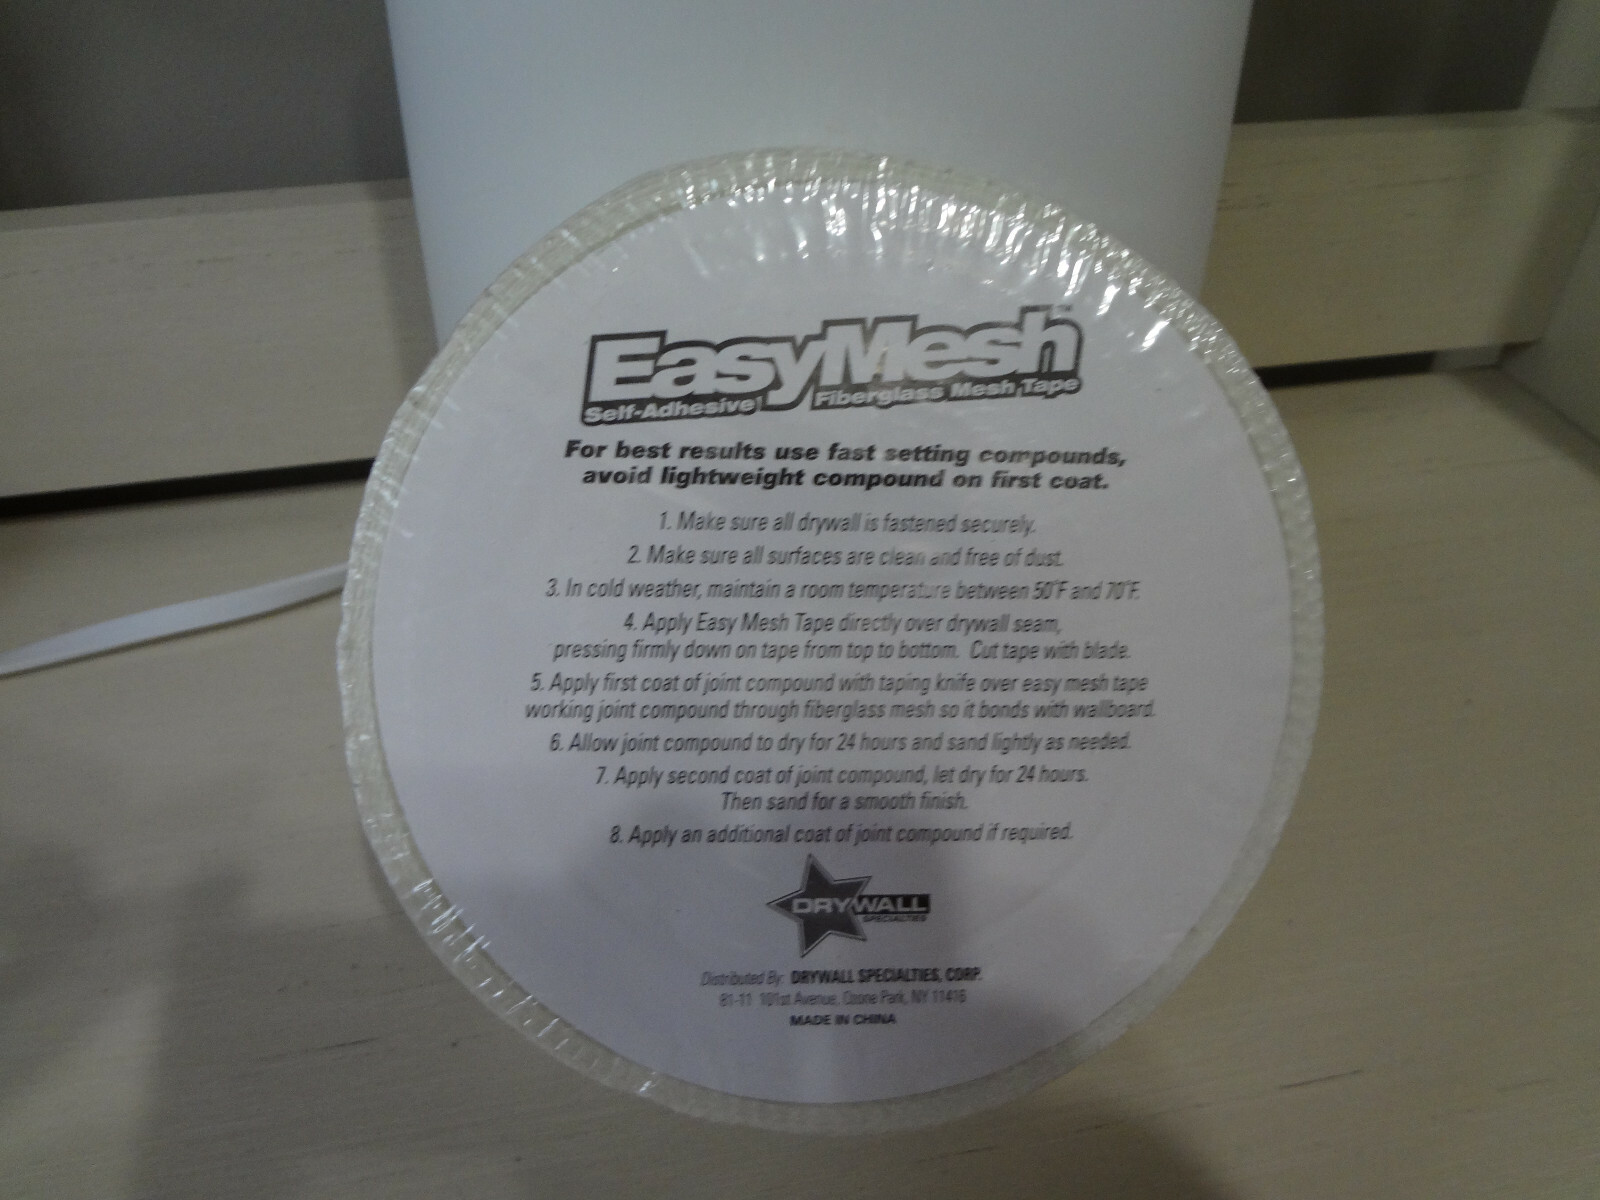 EasyMesh™
Self-Adhesive Fiberglass Mesh Tape
For best results use fast setting compounds,
avoid lightweight compound on first coat.
1. Make sure all drywall is fastened securely.
2. Make sure all surfaces are clean and free of dust.
3. In cold weather, maintain a room temperature between 50°F and 70°F.
4. Apply Easy Mesh Tape directly over drywall seam,
pressing firmly down on tape from top to bottom. Cut tape with blade.
5. Apply first coat of joint compound with taping knife over easy mesh tape
working joint compound through fiberglass mesh so it bonds with wallboard.
6. Allow joint compound to dry for 24 hours and sand lightly as needed.
7. Apply second coat of joint compound, let dry for 24 hours.
Then sand for a smooth finish.
8. Apply an additional coat of joint compound if required.
DRYWALL
SPECIALTIES
Distributed By: DRYWALL SPECIALTIES, CORP.
81-11 101st Avenue, Ozone Park, NY 11416
MADE IN CHINA